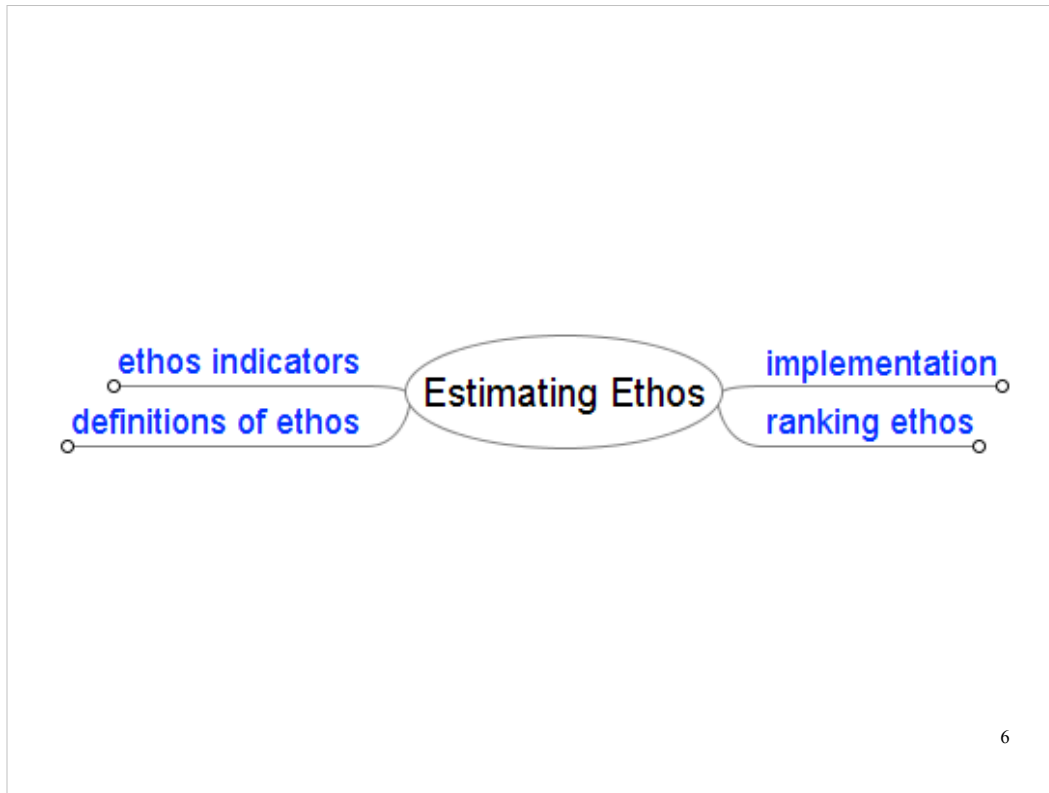 ethos indicators
definitions of ethos
Estimating Ethos
implementation
ranking ethos
6